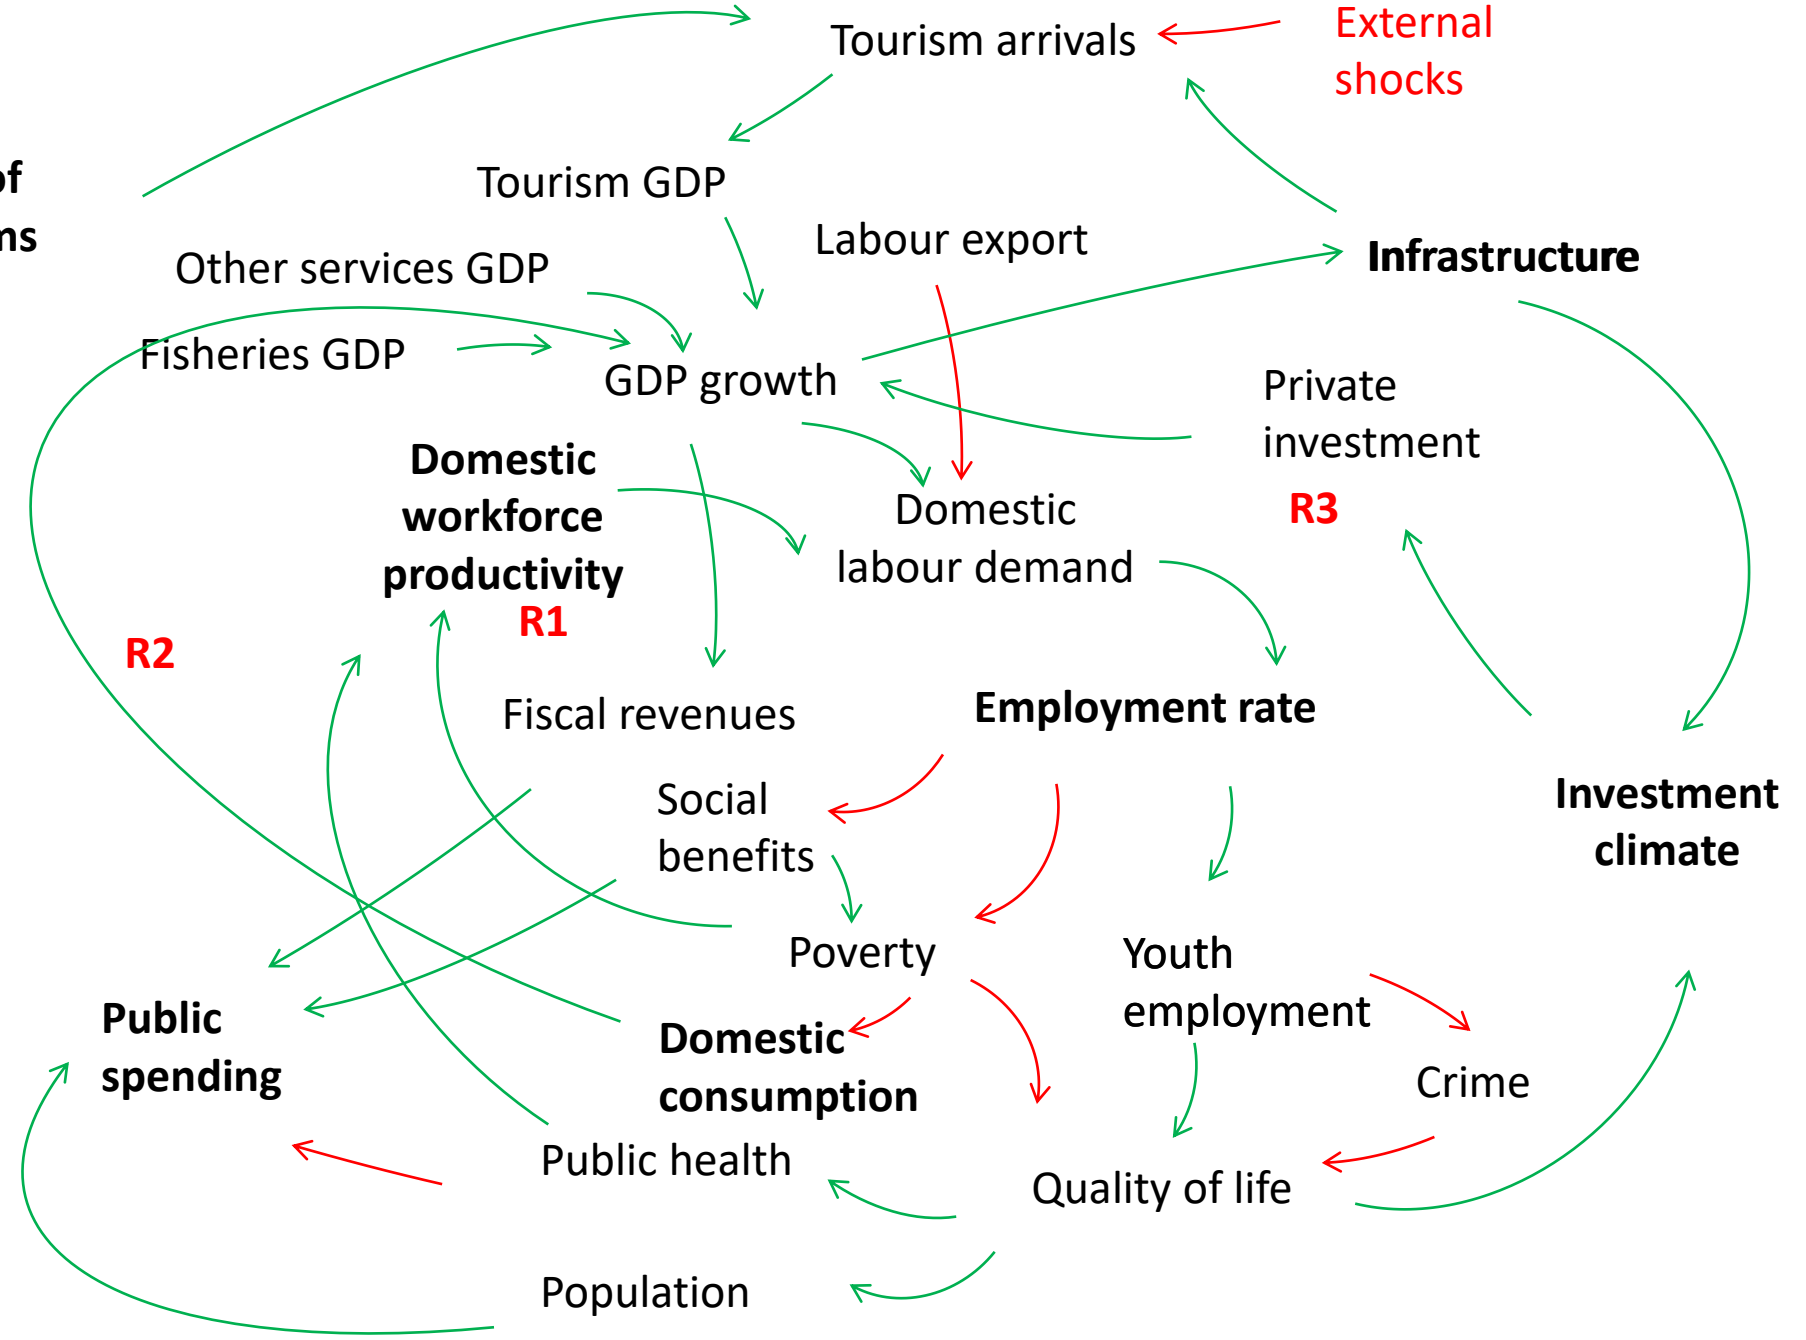 External
shocks
Tourism arrivals
of
Tourism GDP
Labour export
Other services GDP
Infrastructure
Fisheries GDP
GDP growth
Private
investment
R3
Domestic
workforce
productivity
R1
Domestic
labour demand
R2
Fiscal revenues
Employment rate
Social
benefits
Investment
climate
Poverty
Youth
employment
Public
spending
Domestic
consumption
Crime
Public health
Quality of life
Population